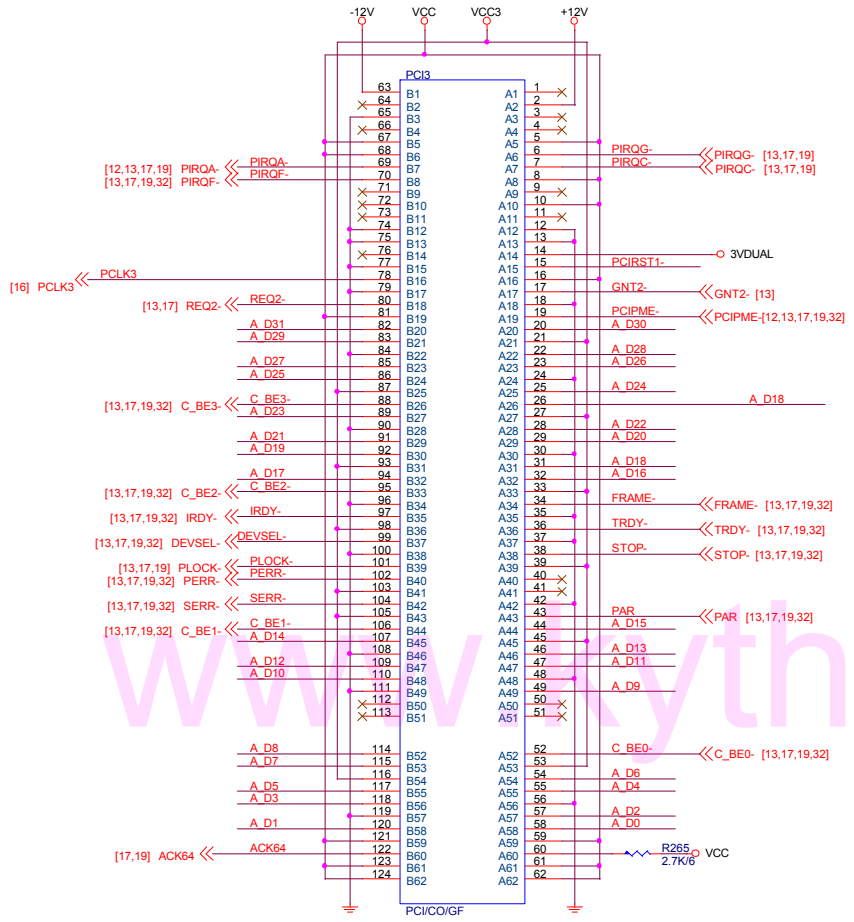 -12V VCC VCC3 +12V
PCI3
63 B1 A1 1
64 B2 A2 2
65 B3 A3 3
66 B4 A4 4
67 B5 A5 5
68 B6 A6 6 PIRQG- PIRQG- [13,17,19]
[12,13,17,19] PIRQA- PIRQA- 69 B7 A7 7 PIRQC- PIRQC- [13,17,19]
[13,17,19,32] PIRQF- PIRQF- 70 B8 A8 8
71 B9 A9 9
72 B10 A10 10
73 B11 A11 11
74 B12 A12 12
75 B13 A13 13
76 B14 A14 14 3VDUAL
77 B15 A15 15 PCIRST1-
[16] PCLK3 PCLK3 78 B16 A16 16
79 B17 A17 17 GNT2- GNT2- [13]
[13,17] REQ2- REQ2- 80 B18 A18 18
81 B19 A19 19 PCIPME- PCIPME-[12,13,17,19,32]
A_D31 82 B20 A20 20 A_D30
A_D29 83 B21 A21 21
84 B22 A22 22 A_D28
A_D27 85 B23 A23 23 A_D26
A_D25 86 B24 A24 24
87 B25 A25 25 A_D24
[13,17,19,32] C_BE3- C_BE3- 88 B26 A26 26 A_D18
A_D23 89 B27 A27 27
90 B28 A28 28 A_D22
A_D21 91 B29 A29 29 A_D20
A_D19 92 B30 A30 30
93 B31 A31 31 A_D18
A_D17 94 B32 A32 32 A_D16
[13,17,19,32] C_BE2- C_BE2- 95 B33 A33 33
96 B34 A34 34 FRAME- FRAME- [13,17,19,32]
[13,17,19,32] IRDY- IRDY- 97 B35 A35 35
98 B36 A36 36 TRDY- TRDY- [13,17,19,32]
[13,17,19,32] DEVSEL- DEVSEL- 99 B37 A37 37
100 B38 A38 38 STOP- STOP- [13,17,19,32]
[13,17,19] PLOCK- PLOCK- 101 B39 A39 39
[13,17,19,32] PERR- PERR- 102 B40 A40 40
103 B41 A41 41
[13,17,19,32] SERR- SERR- 104 B42 A42 42
105 B43 A43 43 PAR PAR [13,17,19,32]
[13,17,19,32] C_BE1- C_BE1- 106 B44 A44 44 A_D15
A_D14 107 B45 A45 45
108 B46 A46 46 A_D13
A_D12 109 B47 A47 47 A_D11
A_D10 110 B48 A48 48
111 B49 A49 49 A_D9
112 B50 A50 50
113 B51 A51 51
www.kyth
A_D8 114 B52 A52 52 C_BE0- C_BE0- [13,17,19,32]
A_D7 115 B53 A53 53
116 B54 A54 54 A_D6
A_D5 117 B55 A55 55 A_D4
A_D3 118 B56 A56 56
119 B57 A57 57 A_D2
A_D1 120 B58 A58 58 A_D0
121 B59 A59 59
[17,19] ACK64 ACK64 122 B60 A60 60 R265 VCC
123 B61 A61 61 2.7K/6
124 B62 A62 62
PCI/CO/GF